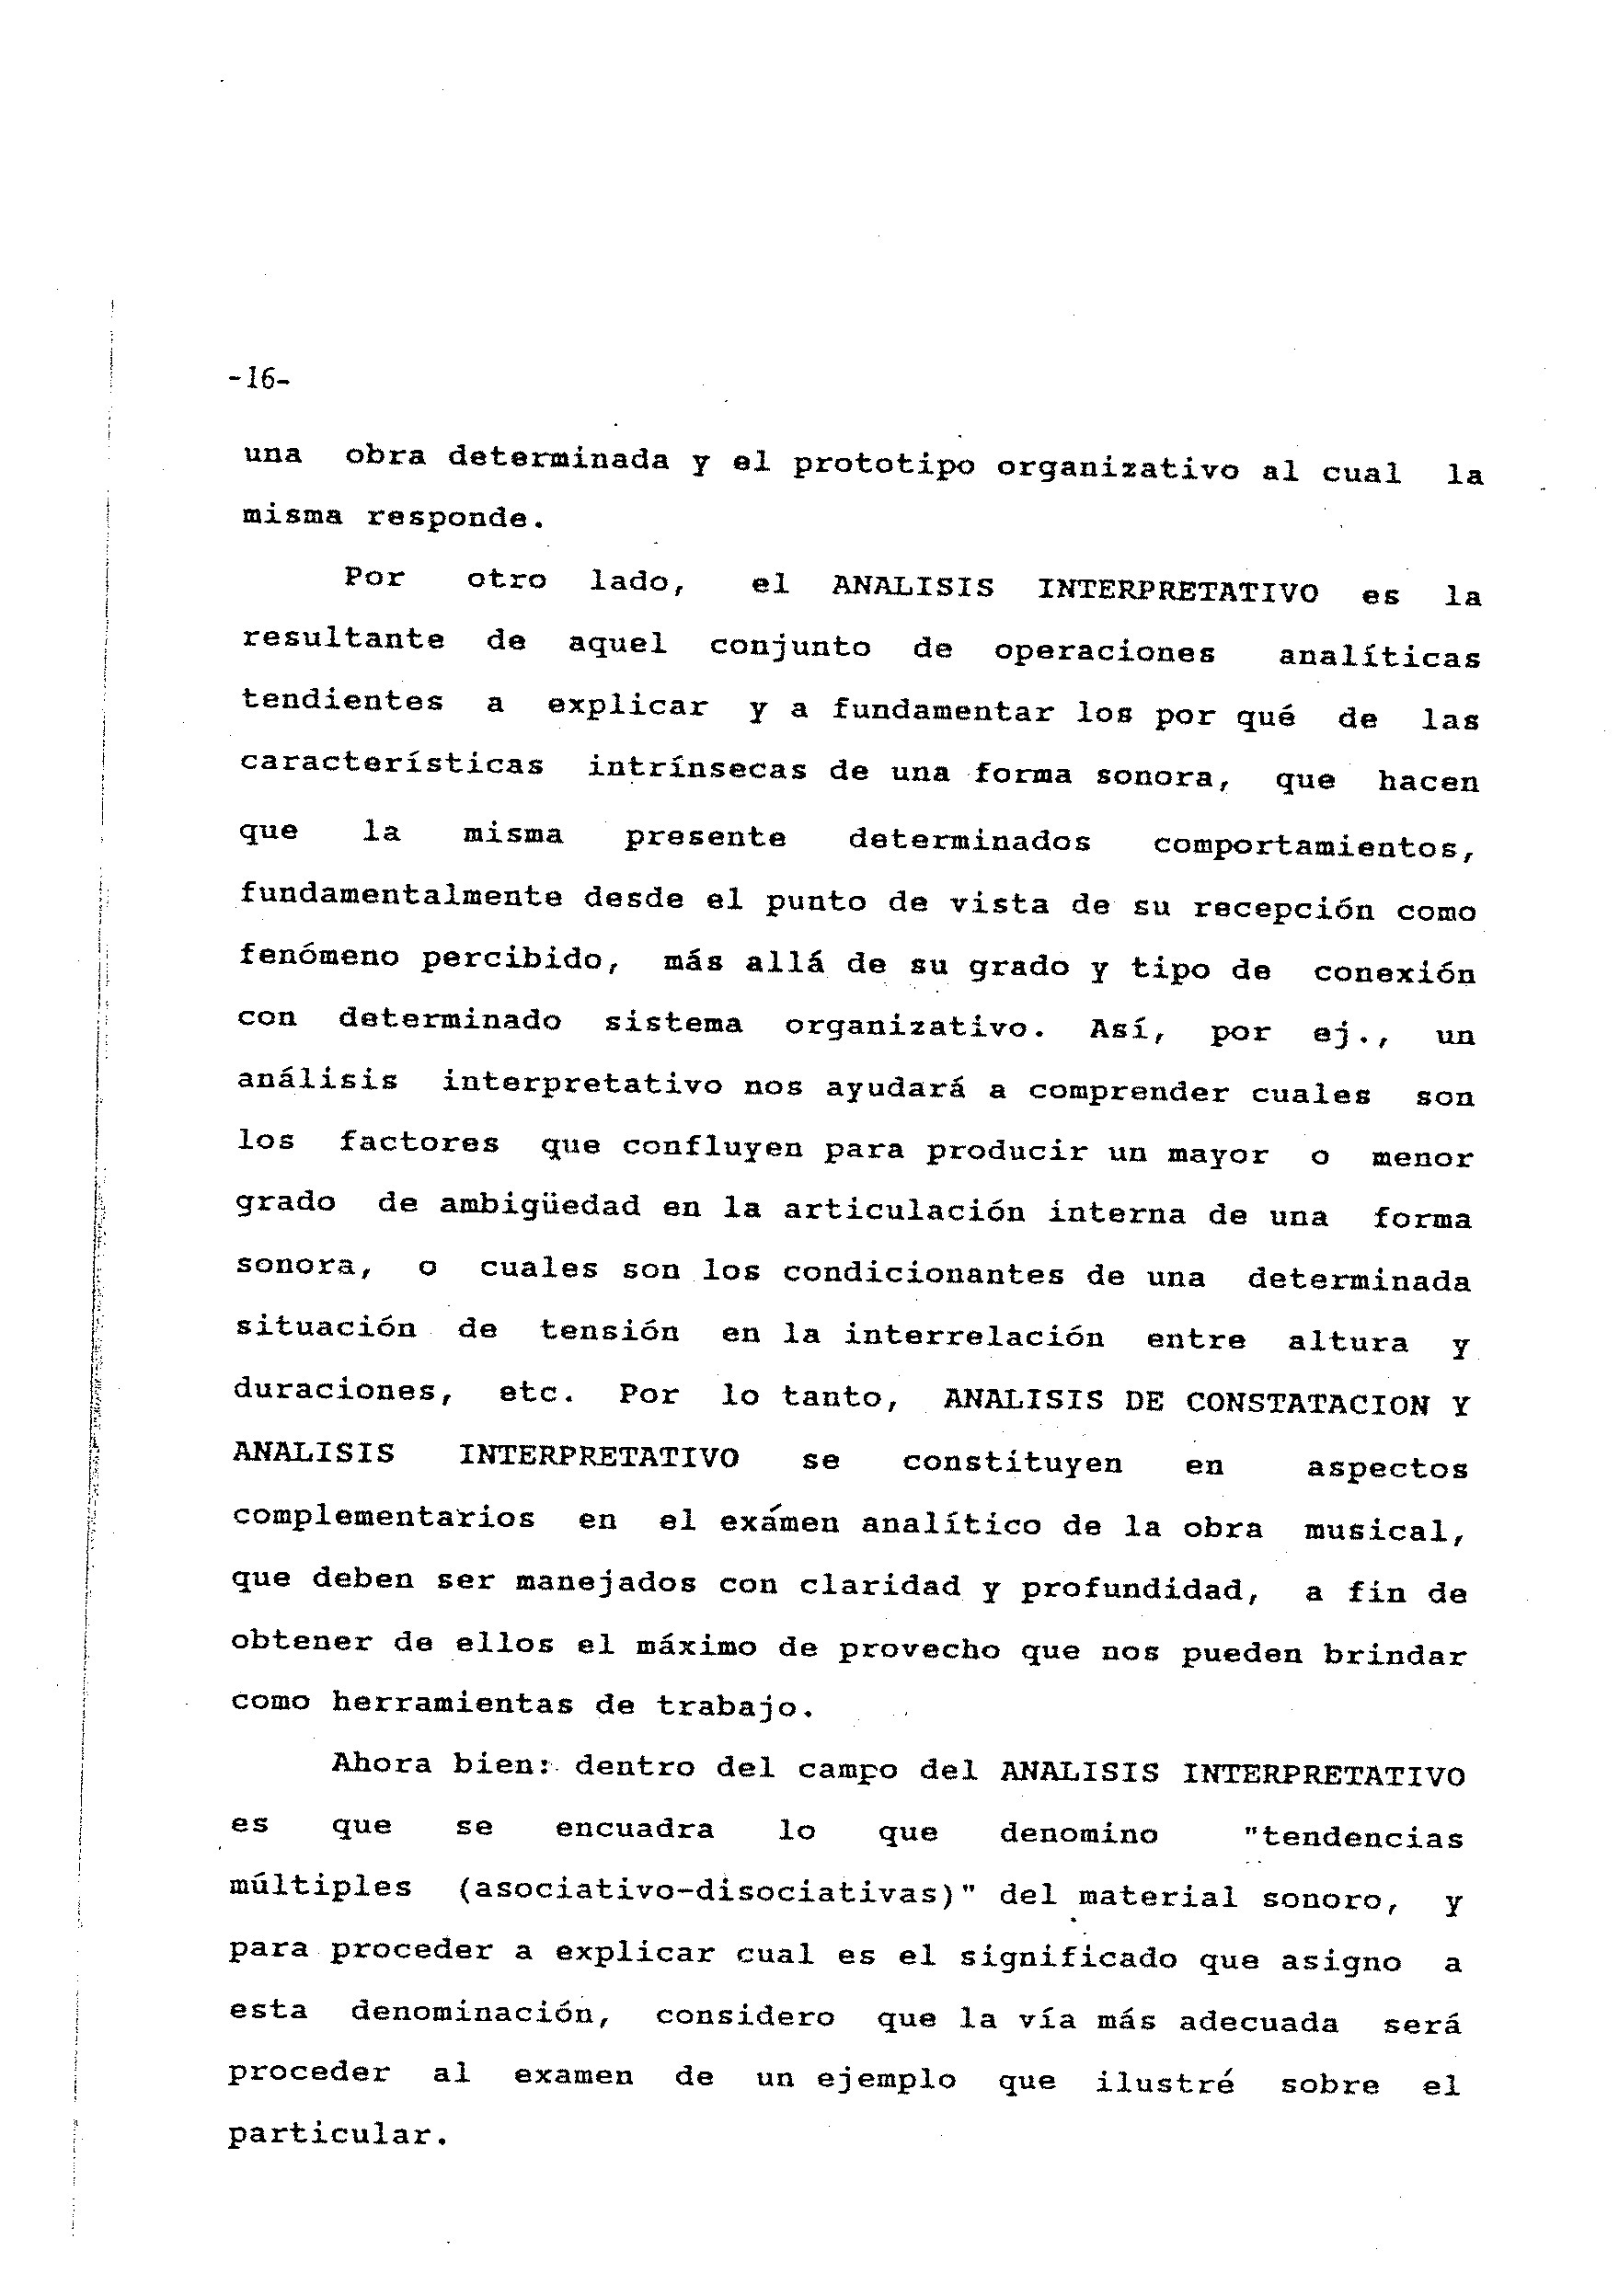 -16-
una obra determinada y el prototipo organizativo al cual la
misma responde.
Por otro lado, el ANALISIS INTERPRETATIVO es la
resultante de aquel conjunto de operaciones analíticas
tendientes a explicar y a fundamentar los por qué de las
características intrínsecas de una forma sonora, que hacen
que la misma presente determinados comportamientos,
fundamentalmente desde el punto de vista de su recepción como
fenómeno percibido, más allá de su grado y tipo de conexión
con determinado sistema organizativo. Así, por ej., un
análisis interpretativo nos ayudará a comprender cuales son
los factores que confluyen para producir un mayor o menor
grado de ambigüedad en la articulación interna de una forma
sonora, o cuales son los condicionantes de una determinada
situación de tensión en la interrelación entre altura y
duraciones, etc. Por lo tanto, ANALISIS DE CONSTATACION Y
ANALISIS INTERPRETATIVO se constituyen en aspectos
complementarios en el exámen analítico de la obra musical,
que deben ser manejados con claridad y profundidad, a fin de
obtener de ellos el máximo de provecho que nos pueden brindar
como herramientas de trabajo.
Ahora bien: dentro del campo del ANALISIS INTERPRETATIVO
es que se encuadra lo que denomino "tendencias
múltiples (asociativo-disociativas)" del material sonoro, y
para proceder a explicar cual es el significado que asigno a
esta denominación, considero que la vía más adecuada será
proceder al examen de un ejemplo que ilustré sobre el
particular.